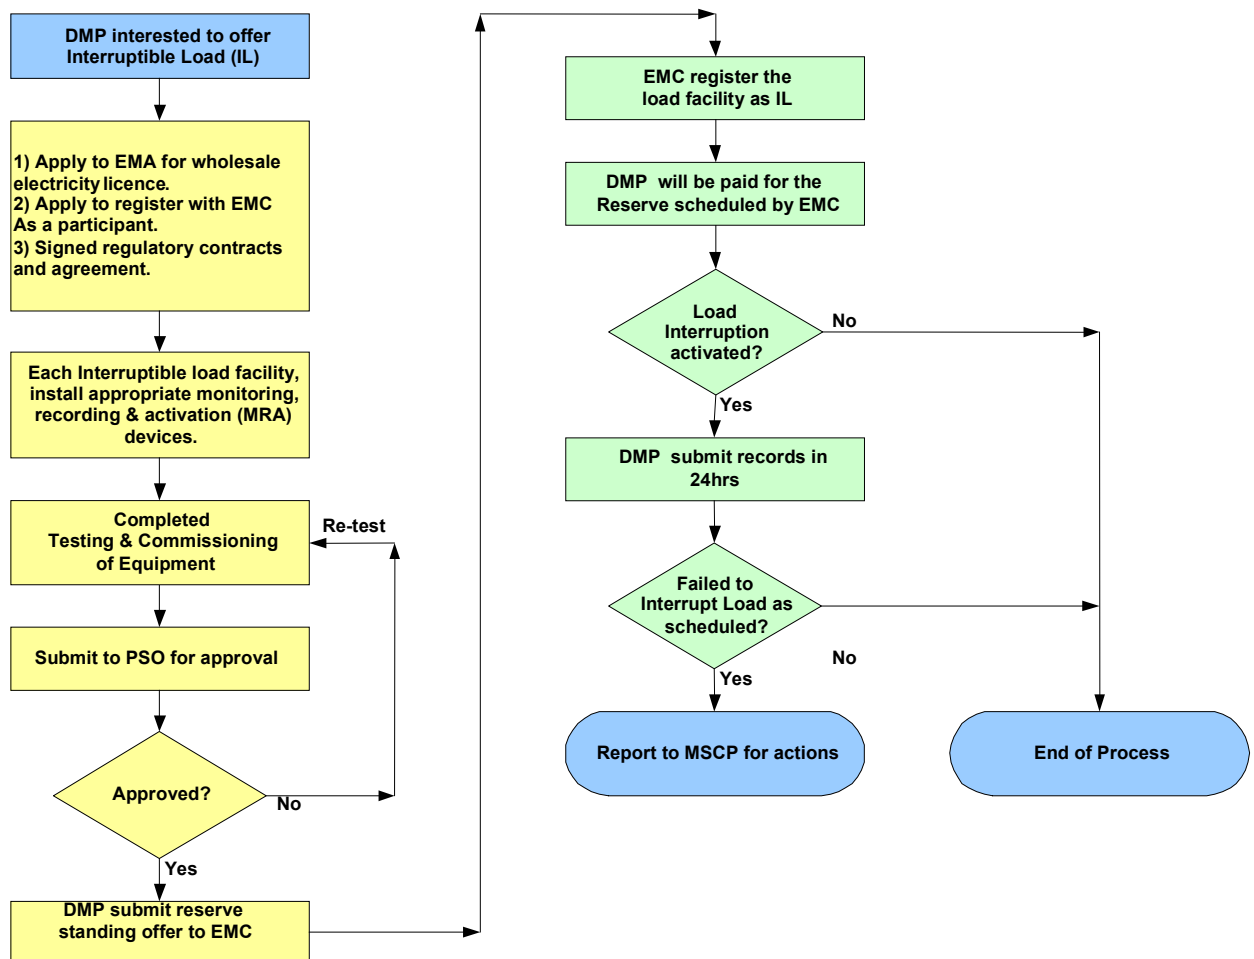 DMP interested to offer
Interruptible Load (IL)
1) Apply to EMA for wholesale
electricity licence.
2) Apply to register with EMC
As a participant.
3) Signed regulatory contracts
and agreement.
Each Interruptible load facility,
install appropriate monitoring,
recording & activation (MRA)
devices.
Completed
Testing & Commissioning
of Equipment
Re-test
Submit to PSO for approval
Approved?
No
Yes
DMP submit reserve
standing offer to EMC
EMC register the
load facility as IL
DMP will be paid for the
Reserve scheduled by EMC
Load
Interruption
activated?
No
Yes
DMP submit records in
24hrs
Failed to
Interrupt Load as
scheduled?
No
Yes
Report to MSCP for actions
End of Process